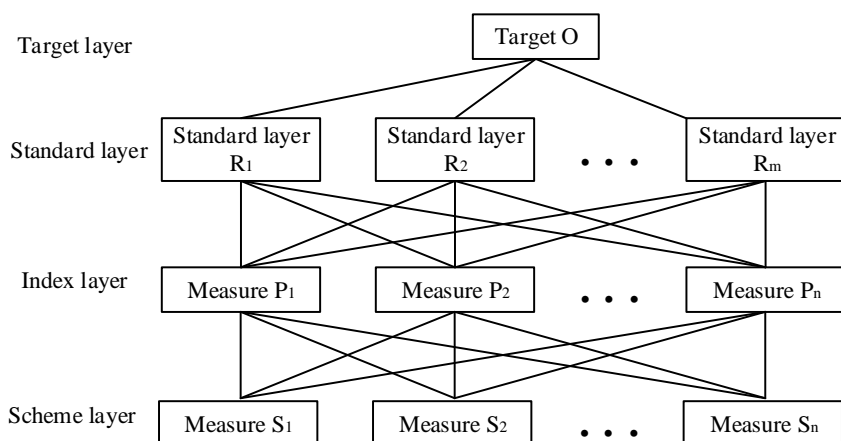 Target layer
Target O
Standard layer
Standard layer
R1
Standard layer
R2
. . .
Standard layer
Rm
Index layer
Measure P1
Measure P2
. . .
Measure Pn
Scheme layer
Measure S1
Measure S2
. . .
Measure Sn